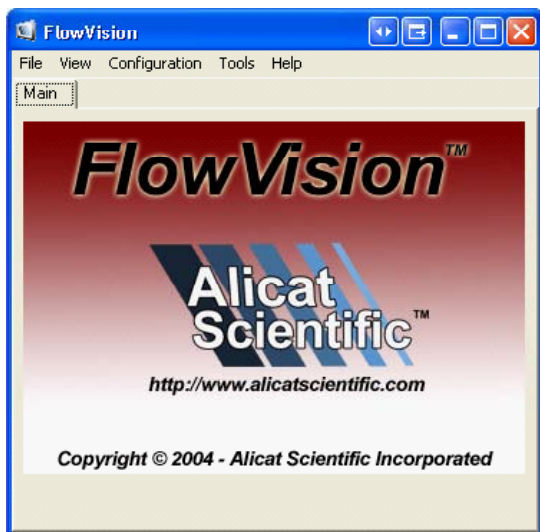 FlowVision
File View Configuration Tools Help
Main
FlowVision™
Alicat
Scientific™
http://www.alicatscientific.com
Copyright © 2004 - Alicat Scientific Incorporated